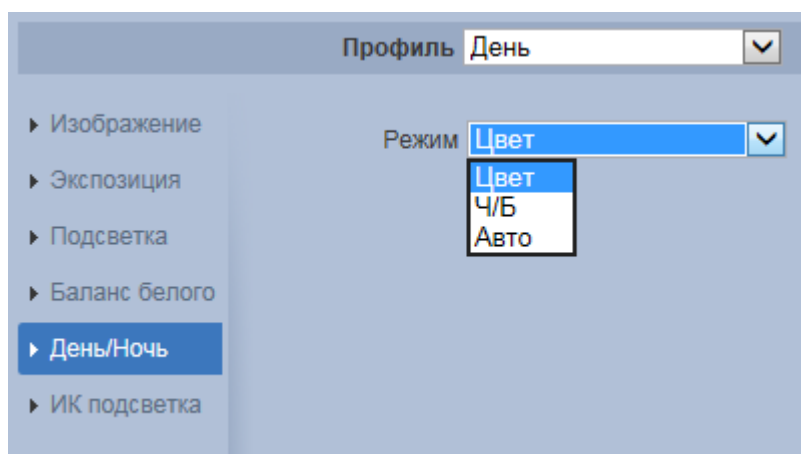 Профиль День
Изображение
Режим Цвет
Экспозиция
Цвет
Ч/Б
Подсветка
Авто
Баланс белого
День/Ночь
ИК подсветка